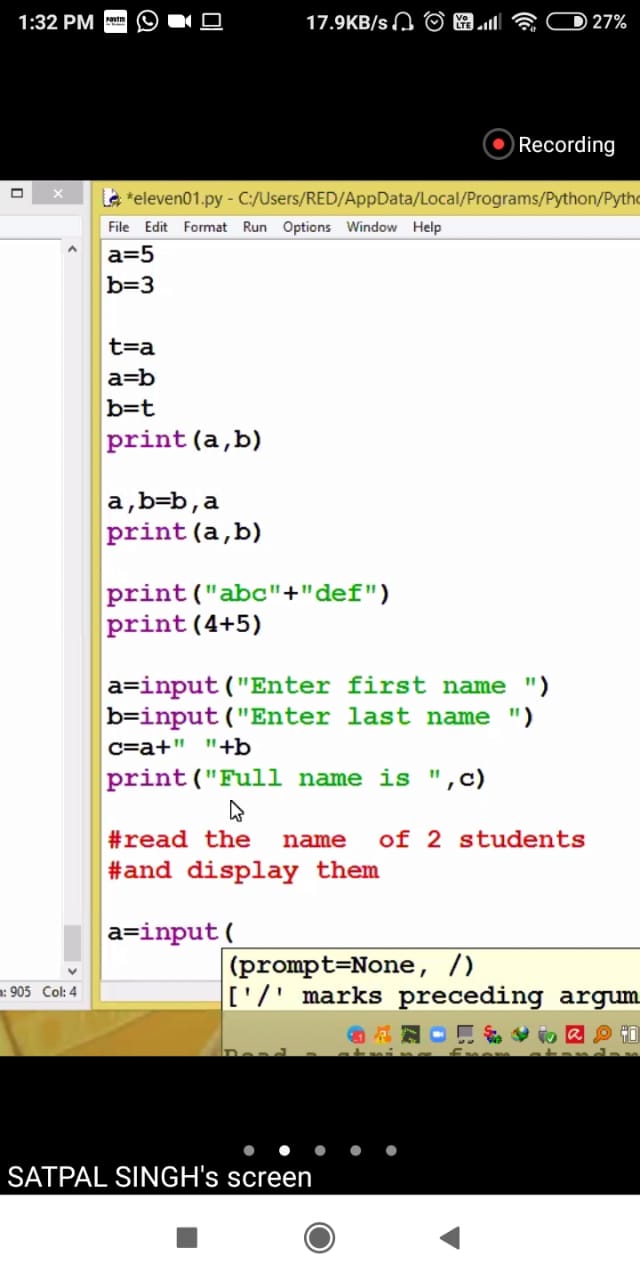 1:32 PM
17.9KB/s
Vo LTE
27%
Recording
*eleven01.py - C:/Users/RED/AppData/Local/Programs/Python/Pytho
File Edit Format Run Options Window Help
a=5
b=3
t=a
a=b
b=t
print(a,b)
a,b=b,a
print(a,b)
print("abc"+"def")
print(4+5)
a=input("Enter first name ")
b=input("Enter last name ")
c=a+" "+b
print("Full name is ",c)
#read the  name  of 2 students
#and display them
a=input(
(prompt=None, /)
['/' marks preceding argum
: 905 Col: 4
SATPAL SINGH's screen